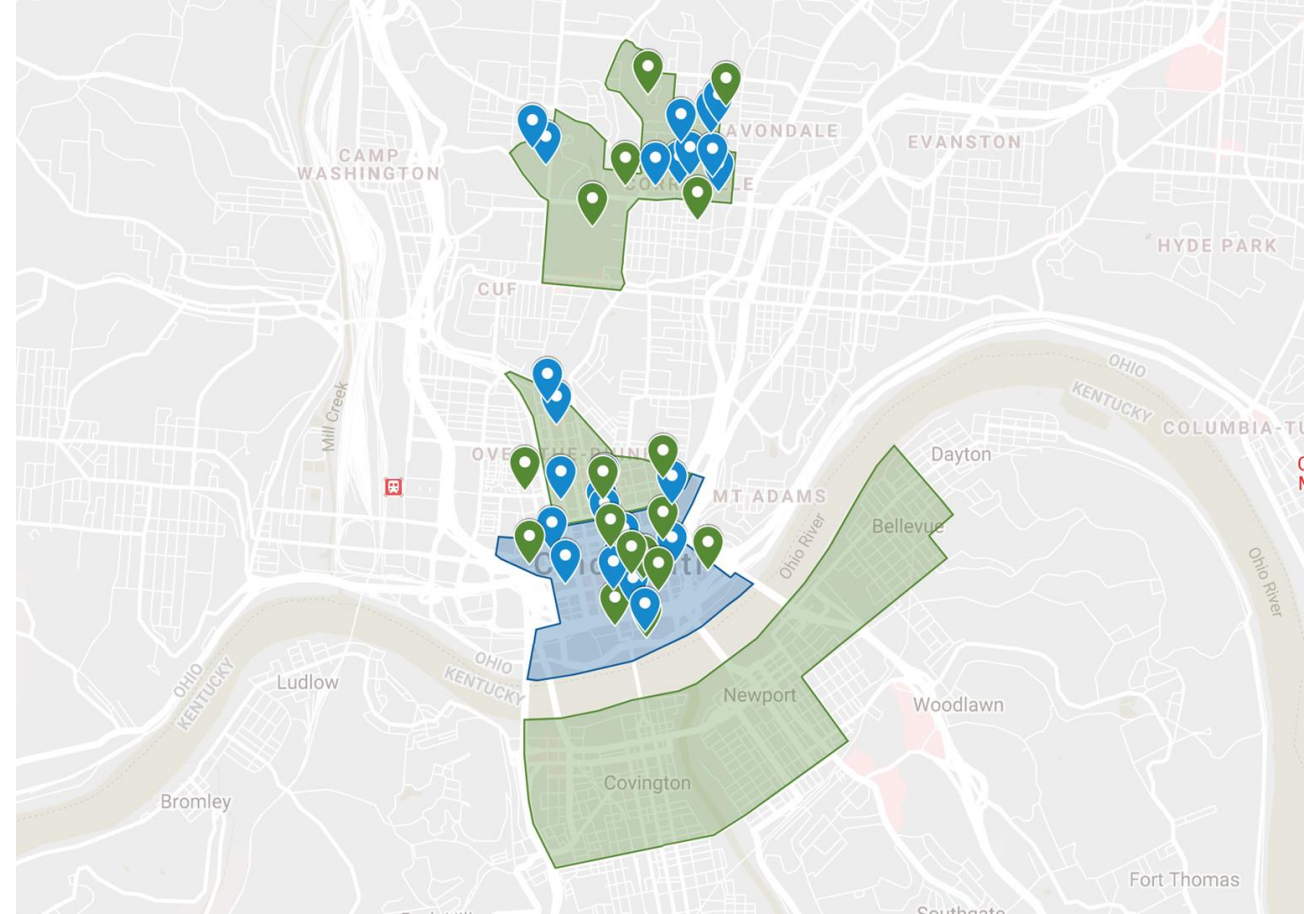 AVONDALE
EVANSTON
CAMP
WASHINGTON
HYDE PARK
CUF
OHIO
KENTUCKY
Mill Creek
COLUMBIA-TU
Dayton
MT ADAMS
Bellevue
Ohio River
Ohio River
OHIO
KENTUCKY
OHIO
KENTUCKY
Ludlow
Newport
Woodlawn
Covington
Bromley
Fort Thomas
Southgate